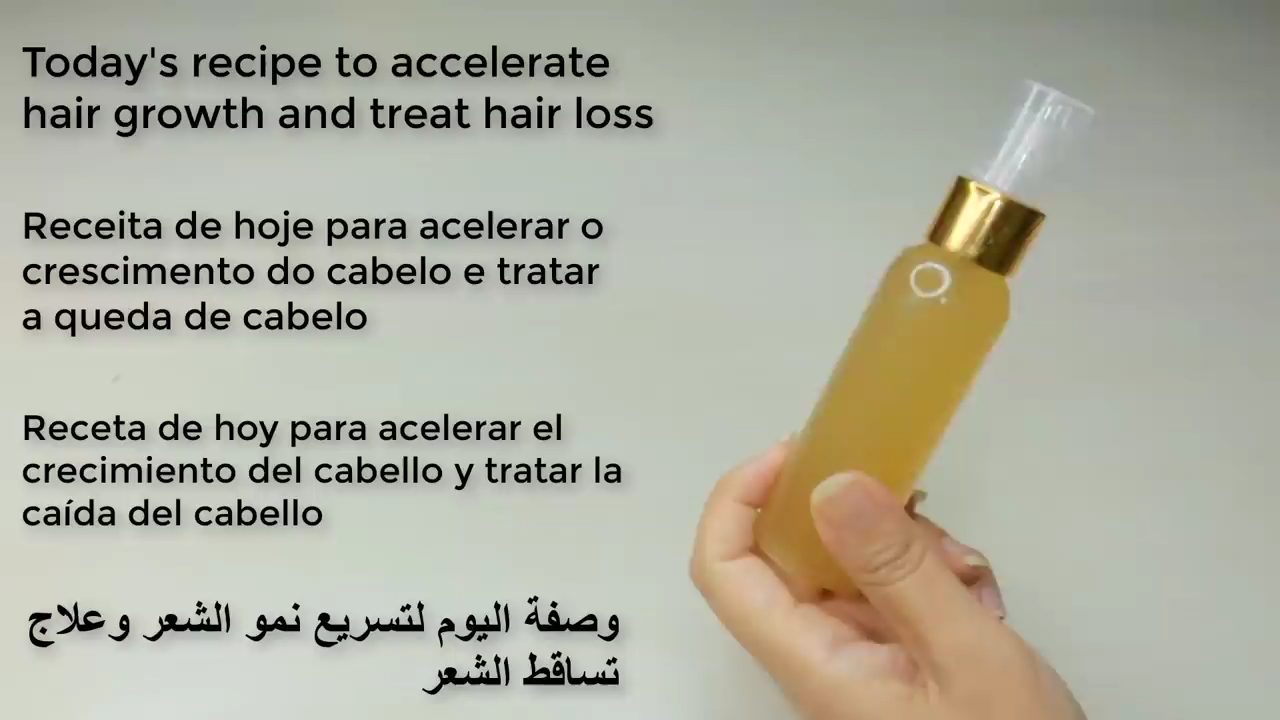 Today's recipe to accelerate
hair growth and treat hair loss
Receita de hoje para acelerar o
crescimento do cabelo e tratar
a queda de cabelo
Receta de hoy para acelerar el
crecimiento del cabello y tratar la
caída del cabello
وصفة اليوم لتسريع نمو الشعر وعلاج
تساقط الشعر